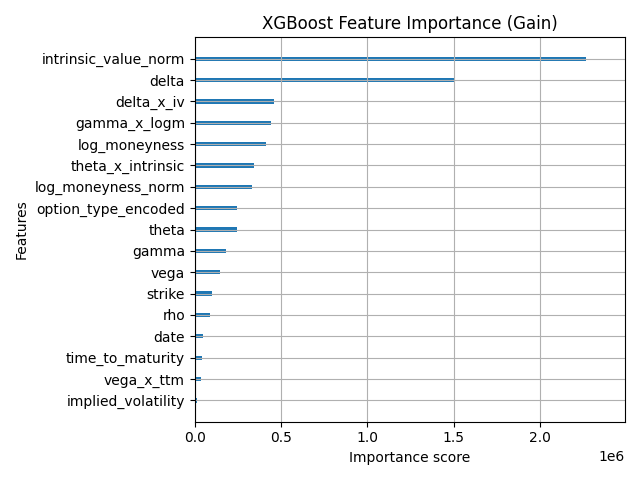 XGBoost Feature Importance (Gain)
Features
intrinsic_value_norm
delta
delta_x_iv
gamma_x_logm
log_moneyness
theta_x_intrinsic
log_moneyness_norm
option_type_encoded
theta
gamma
vega
strike
rho
date
time_to_maturity
vega_x_ttm
implied_volatility
0.0 0.5 1.0 1.5 2.0
1e6
Importance score